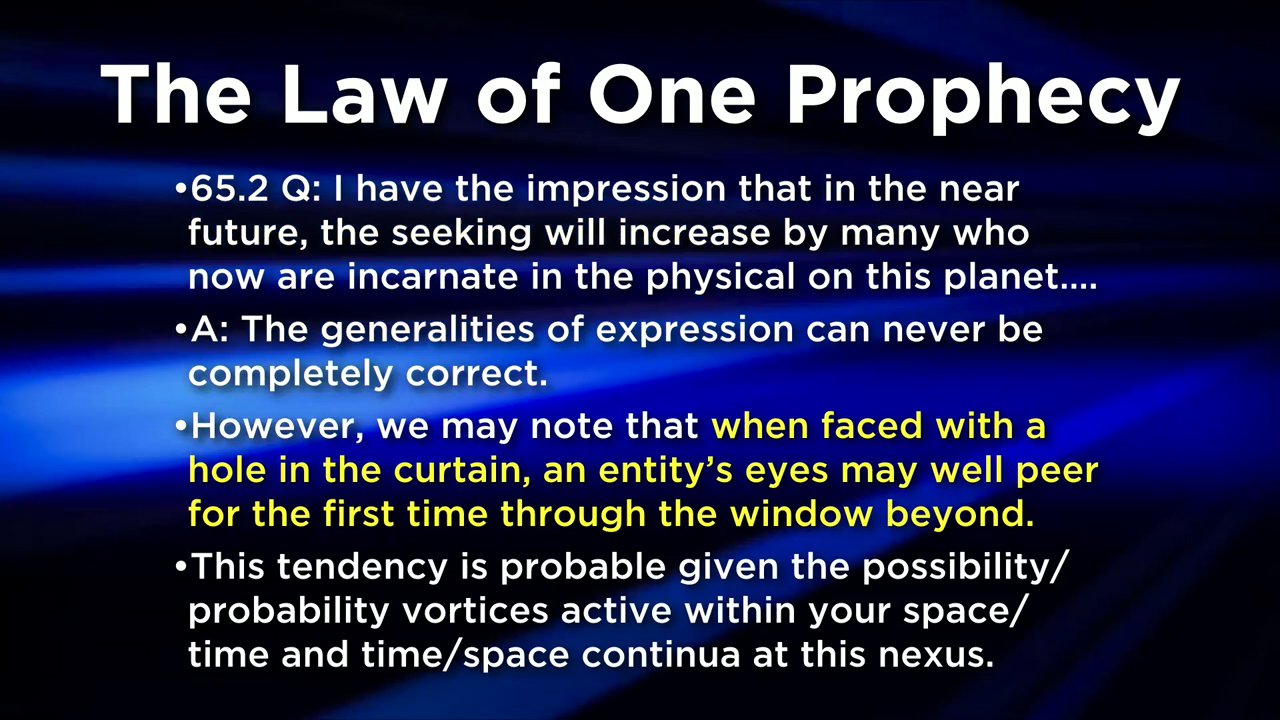 The Law of One Prophecy
•65.2 Q: I have the impression that in the near
future, the seeking will increase by many who
now are incarnate in the physical on this planet....
•A: The generalities of expression can never be
completely correct.
•However, we may note that when faced with a
hole in the curtain, an entity’s eyes may well peer
for the first time through the window beyond.
•This tendency is probable given the possibility/
probability vortices active within your space/
time and time/space continua at this nexus.